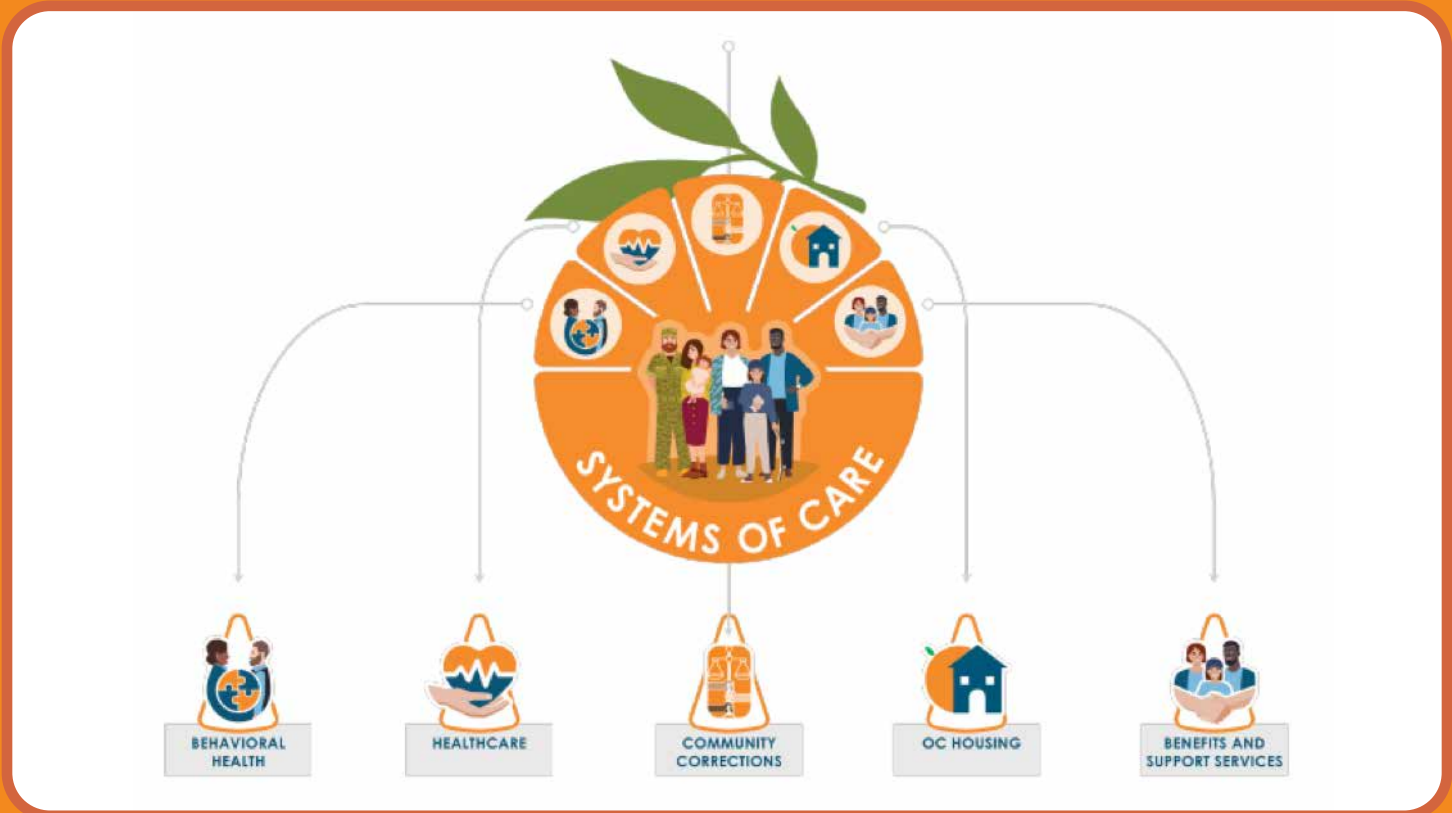 SYSTEMS OF CARE
BEHAVIORAL
HEALTH
HEALTHCARE
COMMUNITY
CORRECTIONS
OC HOUSING
BENEFITS AND
SUPPORT SERVICES